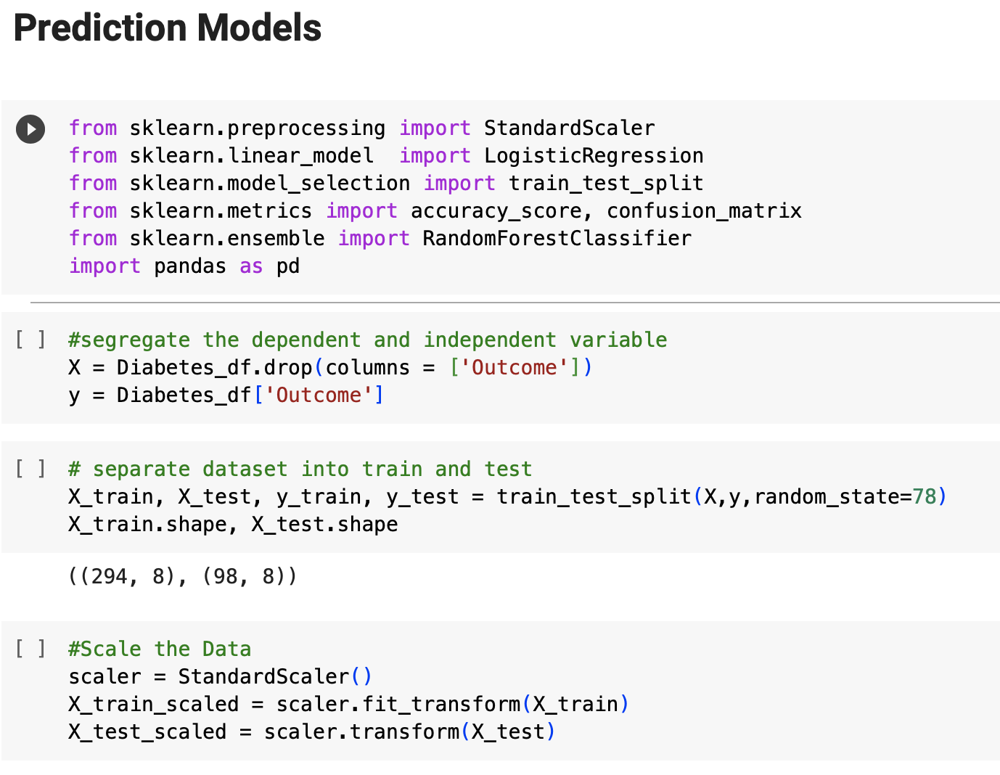 Prediction Models
from sklearn.preprocessing import StandardScaler
from sklearn.linear_model  import LogisticRegression
from sklearn.model_selection import train_test_split
from sklearn.metrics import accuracy_score, confusion_matrix
from sklearn.ensemble import RandomForestClassifier
import pandas as pd
[ ] #segregate the dependent and independent variable
X = Diabetes_df.drop(columns = ['Outcome'])
y = Diabetes_df['Outcome']
[ ] # separate dataset into train and test
X_train, X_test, y_train, y_test = train_test_split(X,y,random_state=78)
X_train.shape, X_test.shape
((294, 8), (98, 8))
[ ] #Scale the Data
scaler = StandardScaler()
X_train_scaled = scaler.fit_transform(X_train)
X_test_scaled = scaler.transform(X_test)